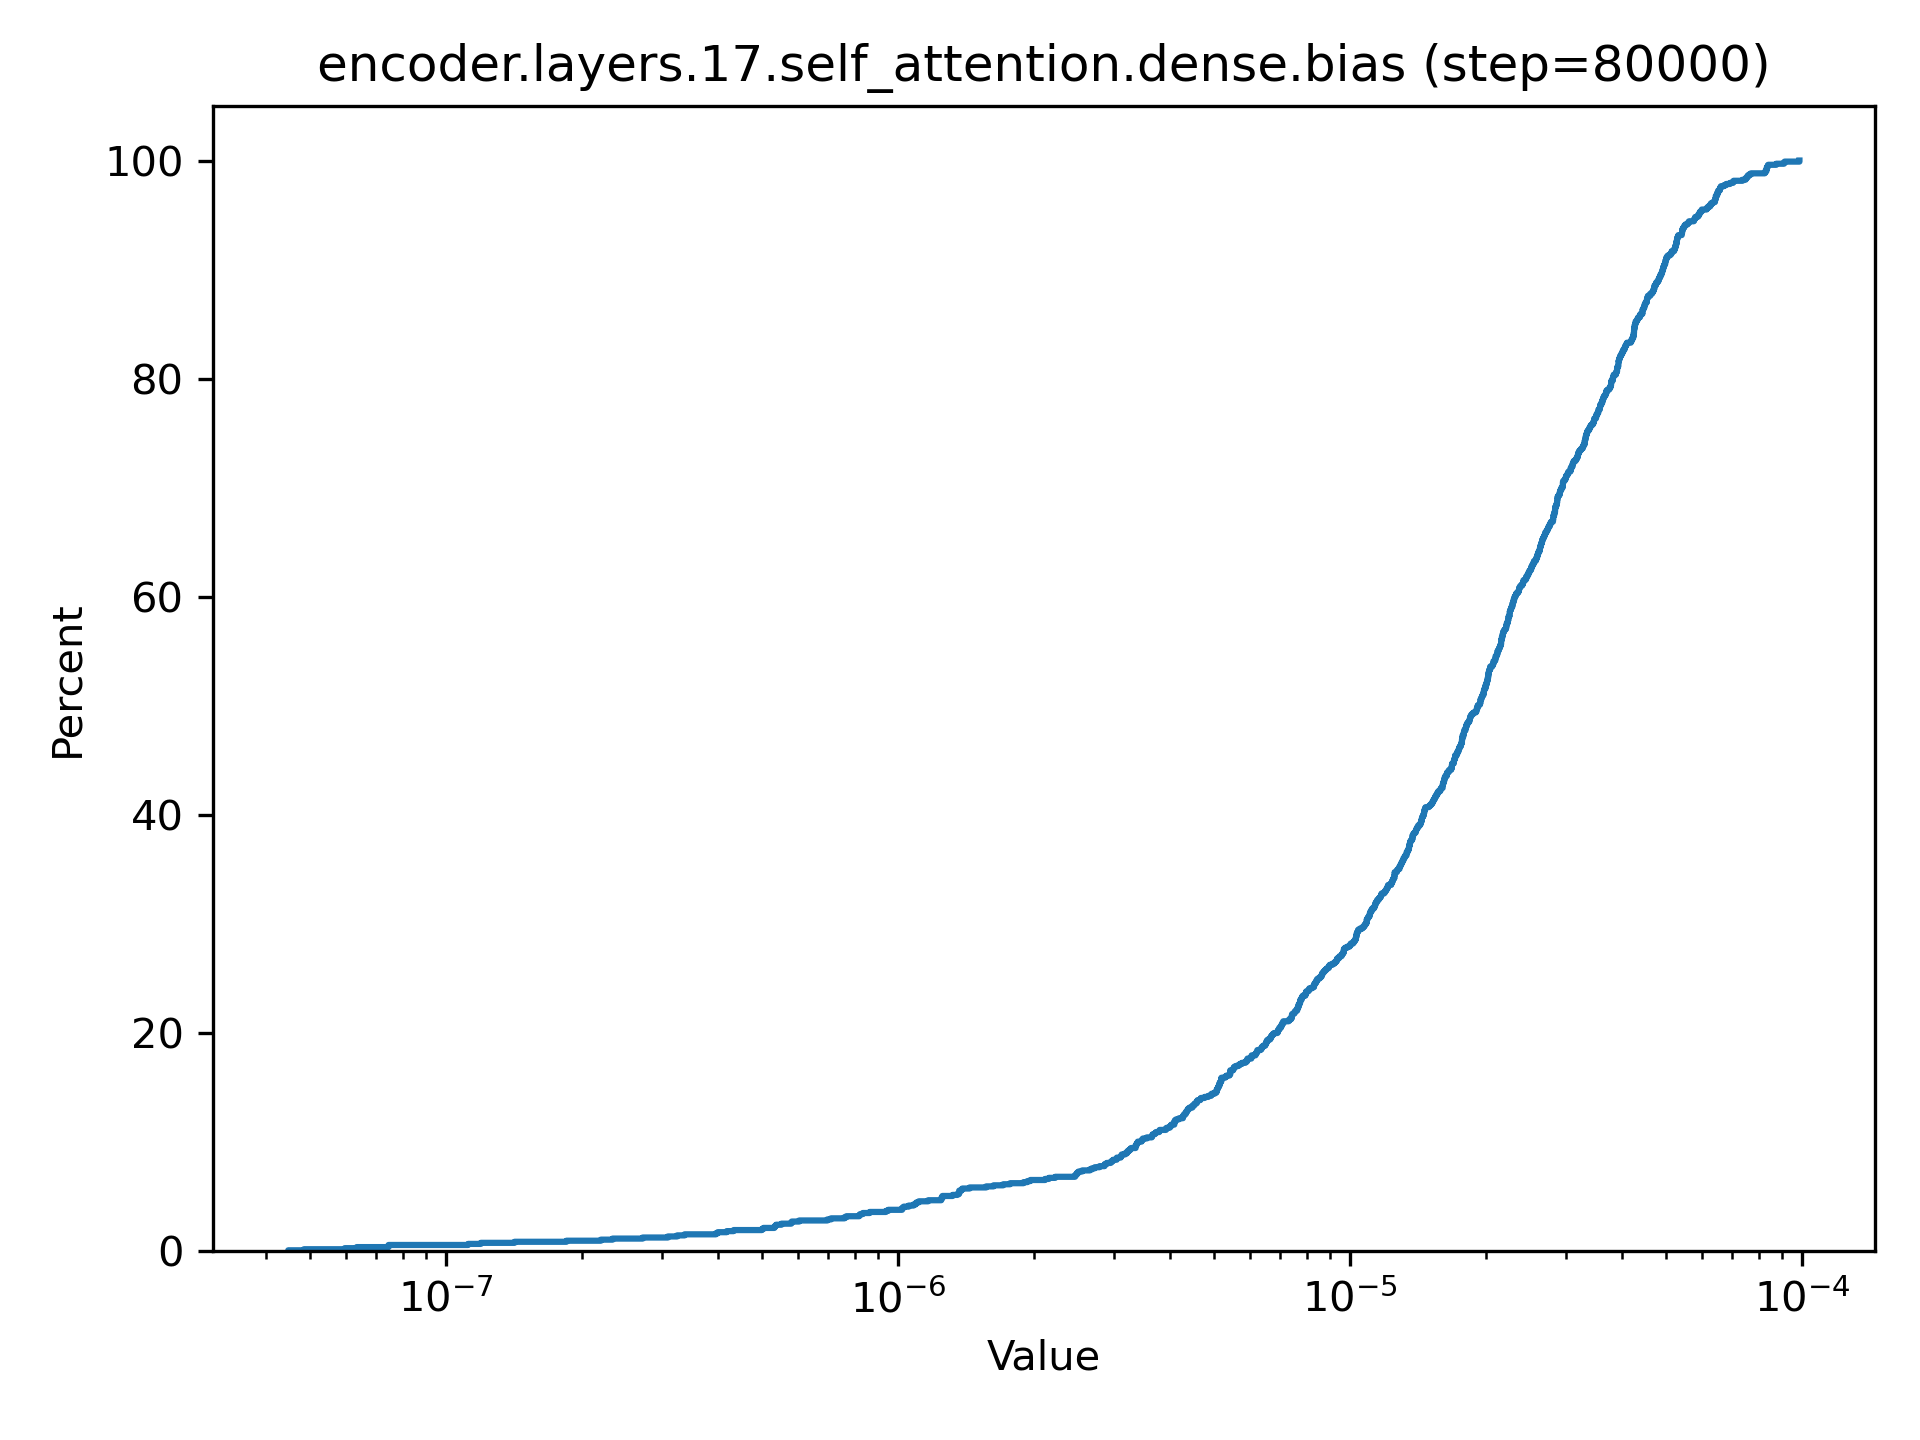 encoder.layers.17.self_attention.dense.bias (step=80000)
Percent
100
80
60
40
20
0
10⁻⁷ 10⁻⁶ 10⁻⁵ 10⁻⁴
Value